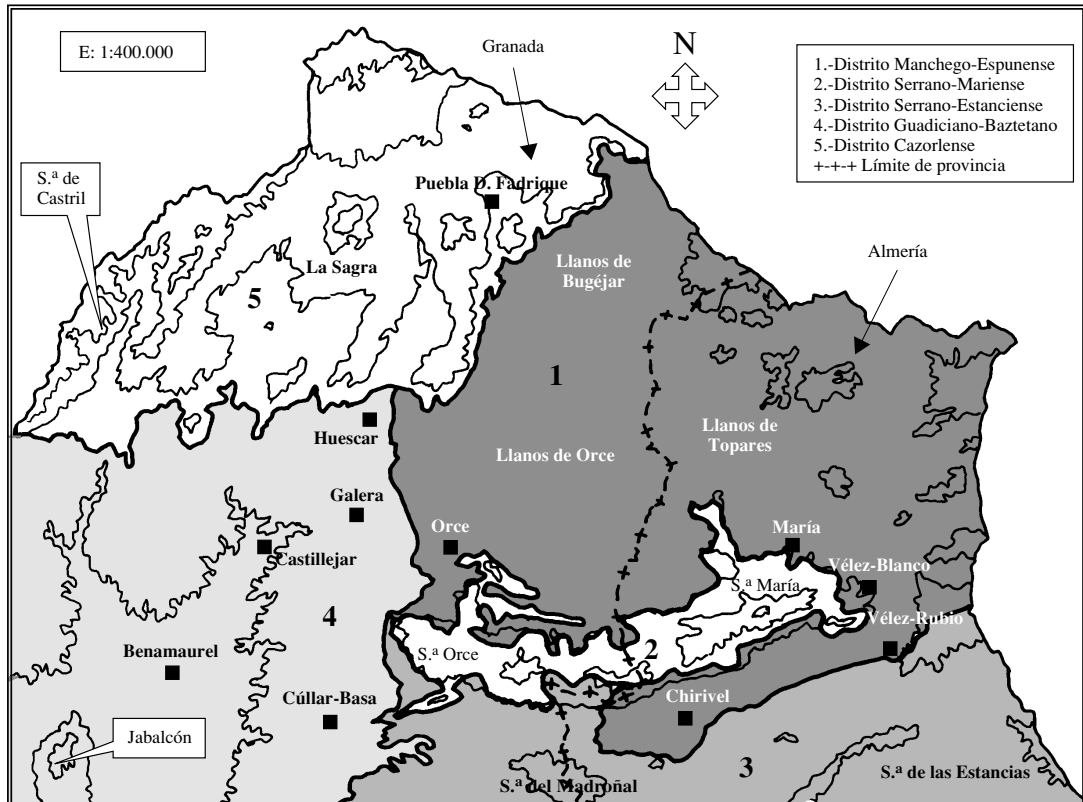 E: 1:400.000
Granada
N
1.-Distrito Manchego-Espunense
2.-Distrito Serrano-Mariense
3.-Distrito Serrano-Estanciense
4.-Distrito Guadiciano-Baztetano
5.-Distrito Cazorlense
+-+-+ Límite de provincia
S.ª de
Castril
Puebla D. Fadrique
Almería
Llanos de
Bugéjar
La Sagra
5
1
Llanos de
Topares
Huescar
Llanos de Orce
Galera
Orce
María
Castillejar
Vélez-Blanco
S.ª María
Vélez-Rubio
4
2
S.ª Orce
Benamaurel
Cúllar-Basa
Chirivel
Jabalcón
3
S.ª del Madroñal
S.ª de las Estancias